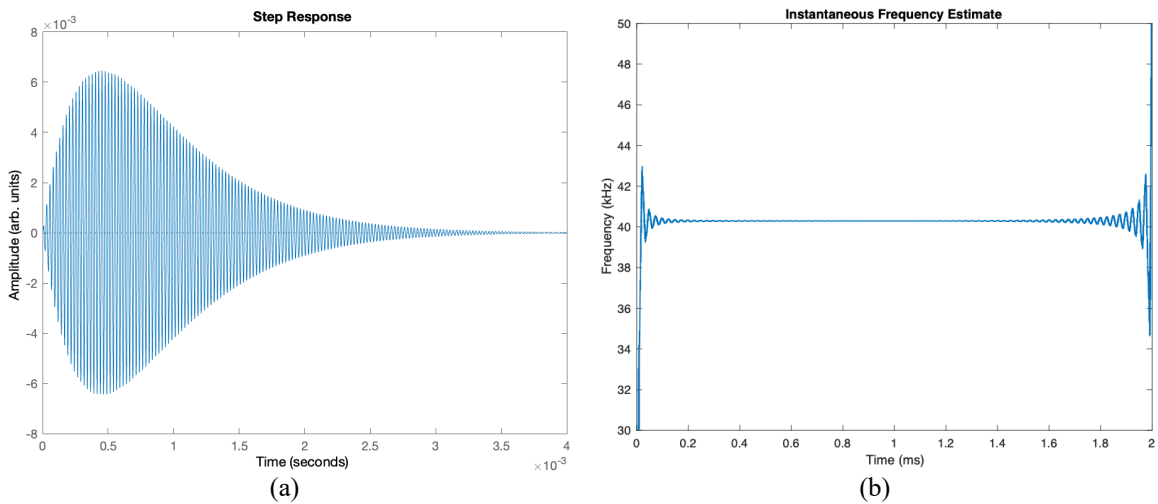 Step Response
×10⁻³
8
6
4
2
0
-2
-4
-6
-8
Amplitude (arb. units)
0 0.5 1 1.5 2 2.5 3 3.5 4
Time (seconds)
×10⁻³
(a)
Instantaneous Frequency Estimate
50
48
46
44
42
40
38
36
34
32
30
Frequency (kHz)
0 0.2 0.4 0.6 0.8 1 1.2 1.4 1.6 1.8 2
Time (ms)
(b)